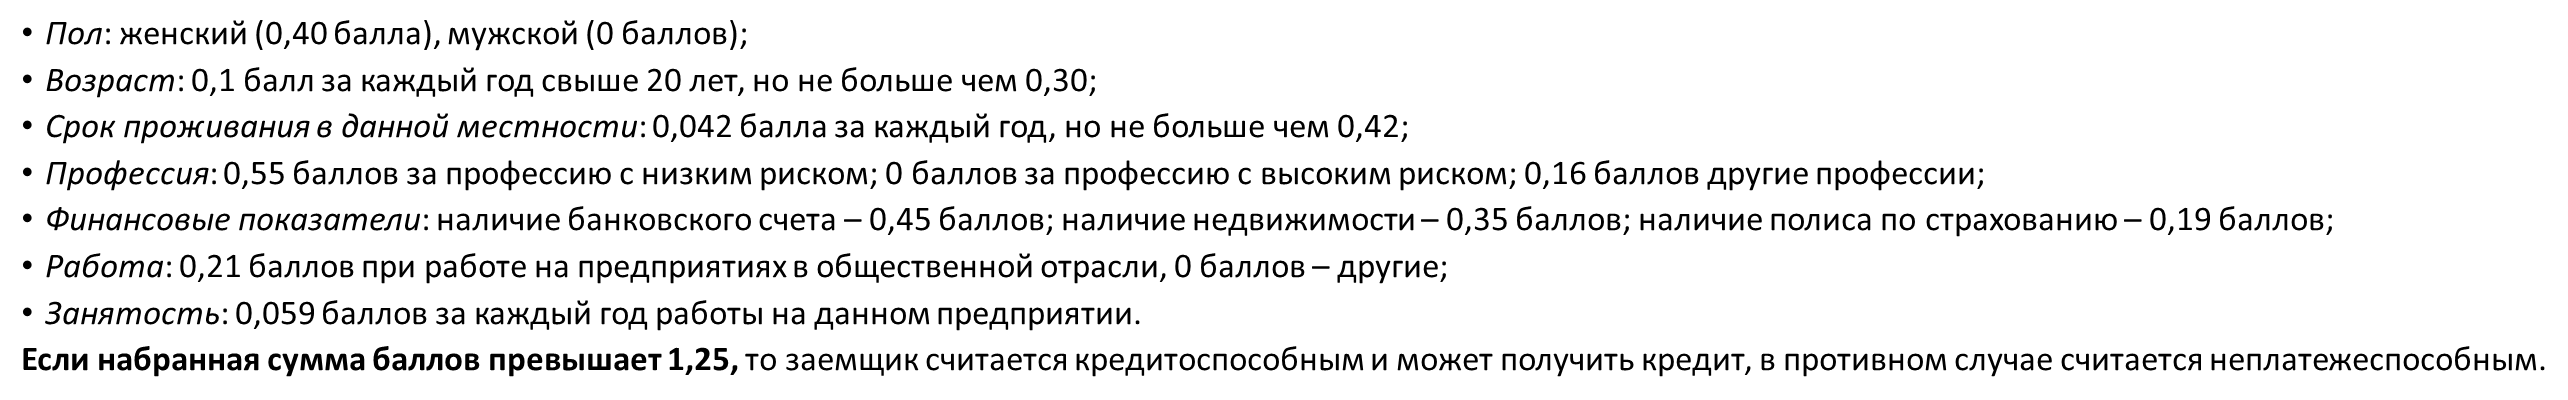 • Пол: женский (0,40 балла), мужской (0 баллов);
• Возраст: 0,1 балл за каждый год свыше 20 лет, но не больше чем 0,30;
• Срок проживания в данной местности: 0,042 балла за каждый год, но не больше чем 0,42;
• Профессия: 0,55 баллов за профессию с низким риском; 0 баллов за профессию с высоким риском; 0,16 баллов другие профессии;
• Финансовые показатели: наличие банковского счета – 0,45 баллов; наличие недвижимости – 0,35 баллов; наличие полиса по страхованию – 0,19 баллов;
• Работа: 0,21 баллов при работе на предприятиях в общественной отрасли, 0 баллов – другие;
• Занятость: 0,059 баллов за каждый год работы на данном предприятии.
Если набранная сумма баллов превышает 1,25, то заемщик считается кредитоспособным и может получить кредит, в противном случае считается неплатежеспособным.